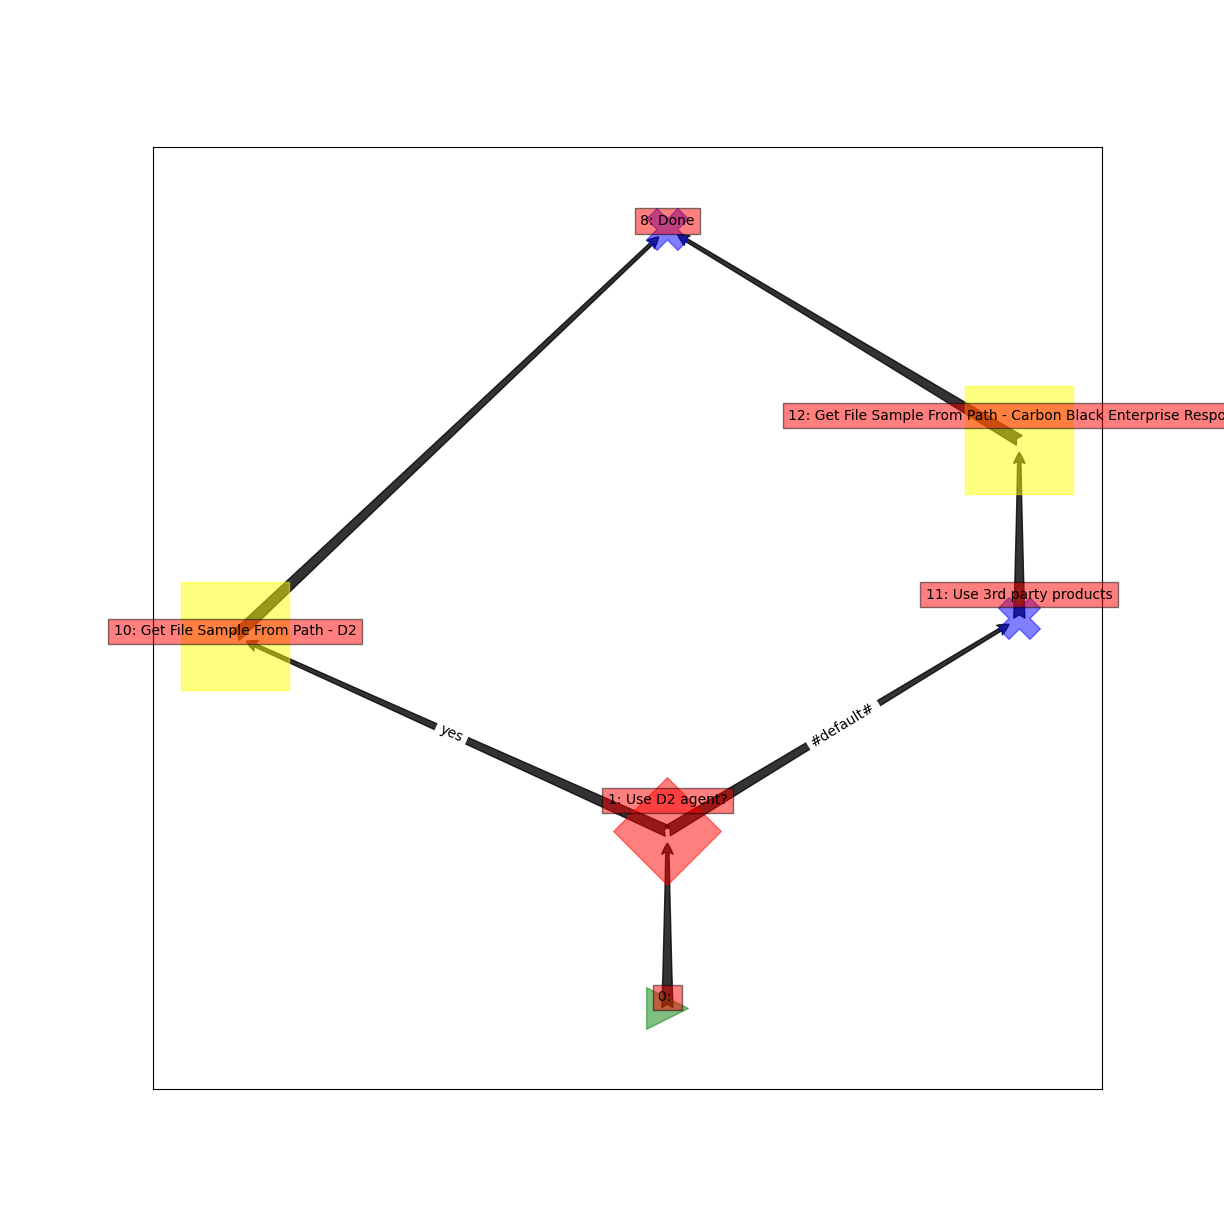 8: Done
12: Get File Sample From Path - Carbon Black Enterprise
11: Use 3rd party products
10: Get File Sample From Path - D2
yes
#default#
1: Use D2 agent?
0: